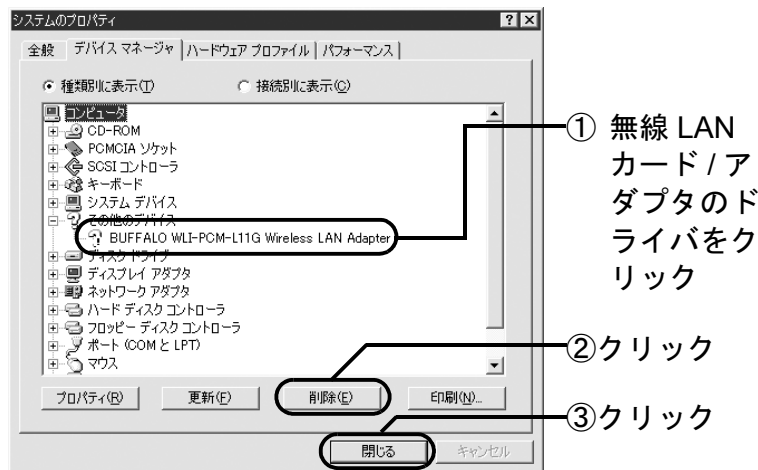 システムのプロパティ
全般 デバイス マネージャ ハードウェア プロファイル パフォーマンス
種類別に表示(T) 接続別に表示(C)
コンピュータ
CD-ROM
PCMCIA ソケット
SCSI コントローラ
キーボード
システム デバイス
その他のデバイス
BUFFALO WLI-PCM-L11G Wireless LAN Adapter
ディスク ドライブ
ディスプレイ アダプタ
ネットワーク アダプタ
ハード ディスク コントローラ
フロッピー ディスク コントローラ
ポート (COM と LPT)
マウス
プロパティ(R) 更新(F) 削除(E) 印刷(N)...
閉じる キャンセル
① 無線 LAN
カード / ア
ダプタのド
ライバをク
リック
②クリック
③クリック